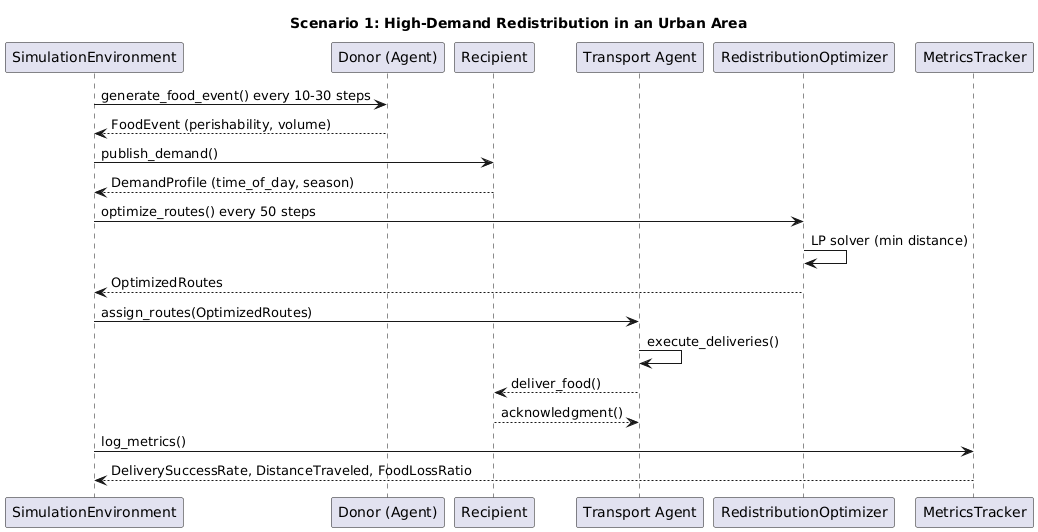 Scenario 1: High-Demand Redistribution in an Urban Area
SimulationEnvironment
Donor (Agent)
Recipient
Transport Agent
RedistributionOptimizer
MetricsTracker
generate_food_event() every 10-30 steps
FoodEvent (perishability, volume)
publish_demand()
DemandProfile (time_of_day, season)
optimize_routes() every 50 steps
LP solver (min distance)
OptimizedRoutes
assign_routes(OptimizedRoutes)
execute_deliveries()
deliver_food()
acknowledgment()
log_metrics()
DeliverySuccessRate, DistanceTraveled, FoodLossRatio
SimulationEnvironment
Donor (Agent)
Recipient
Transport Agent
RedistributionOptimizer
MetricsTracker